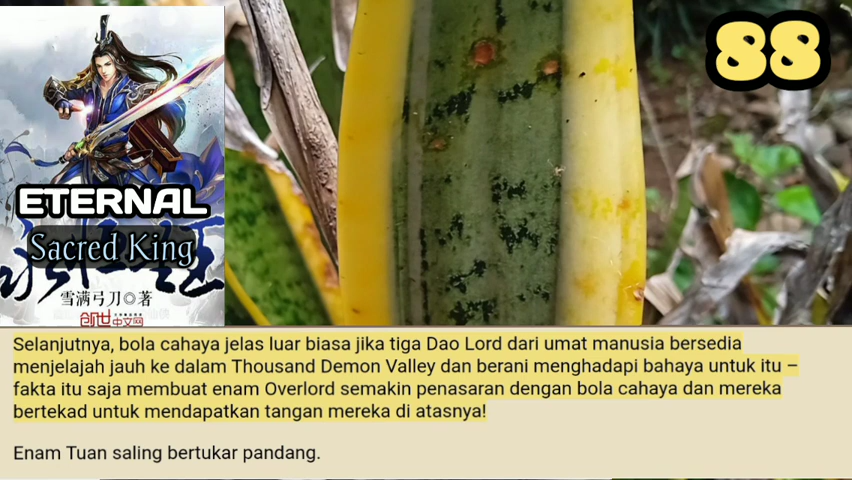 88
ETERNAL
Sacred King
雪满弓刀◎著
创世中文网
Selanjutnya, bola cahaya jelas luar biasa jika tiga Dao Lord dari umat manusia bersedia
menjelajah jauh ke dalam Thousand Demon Valley dan berani menghadapi bahaya untuk itu –
fakta itu saja membuat enam Overlord semakin penasaran dengan bola cahaya dan mereka
bertekad untuk mendapatkan tangan mereka di atasnya!
Enam Tuan saling bertukar pandang.